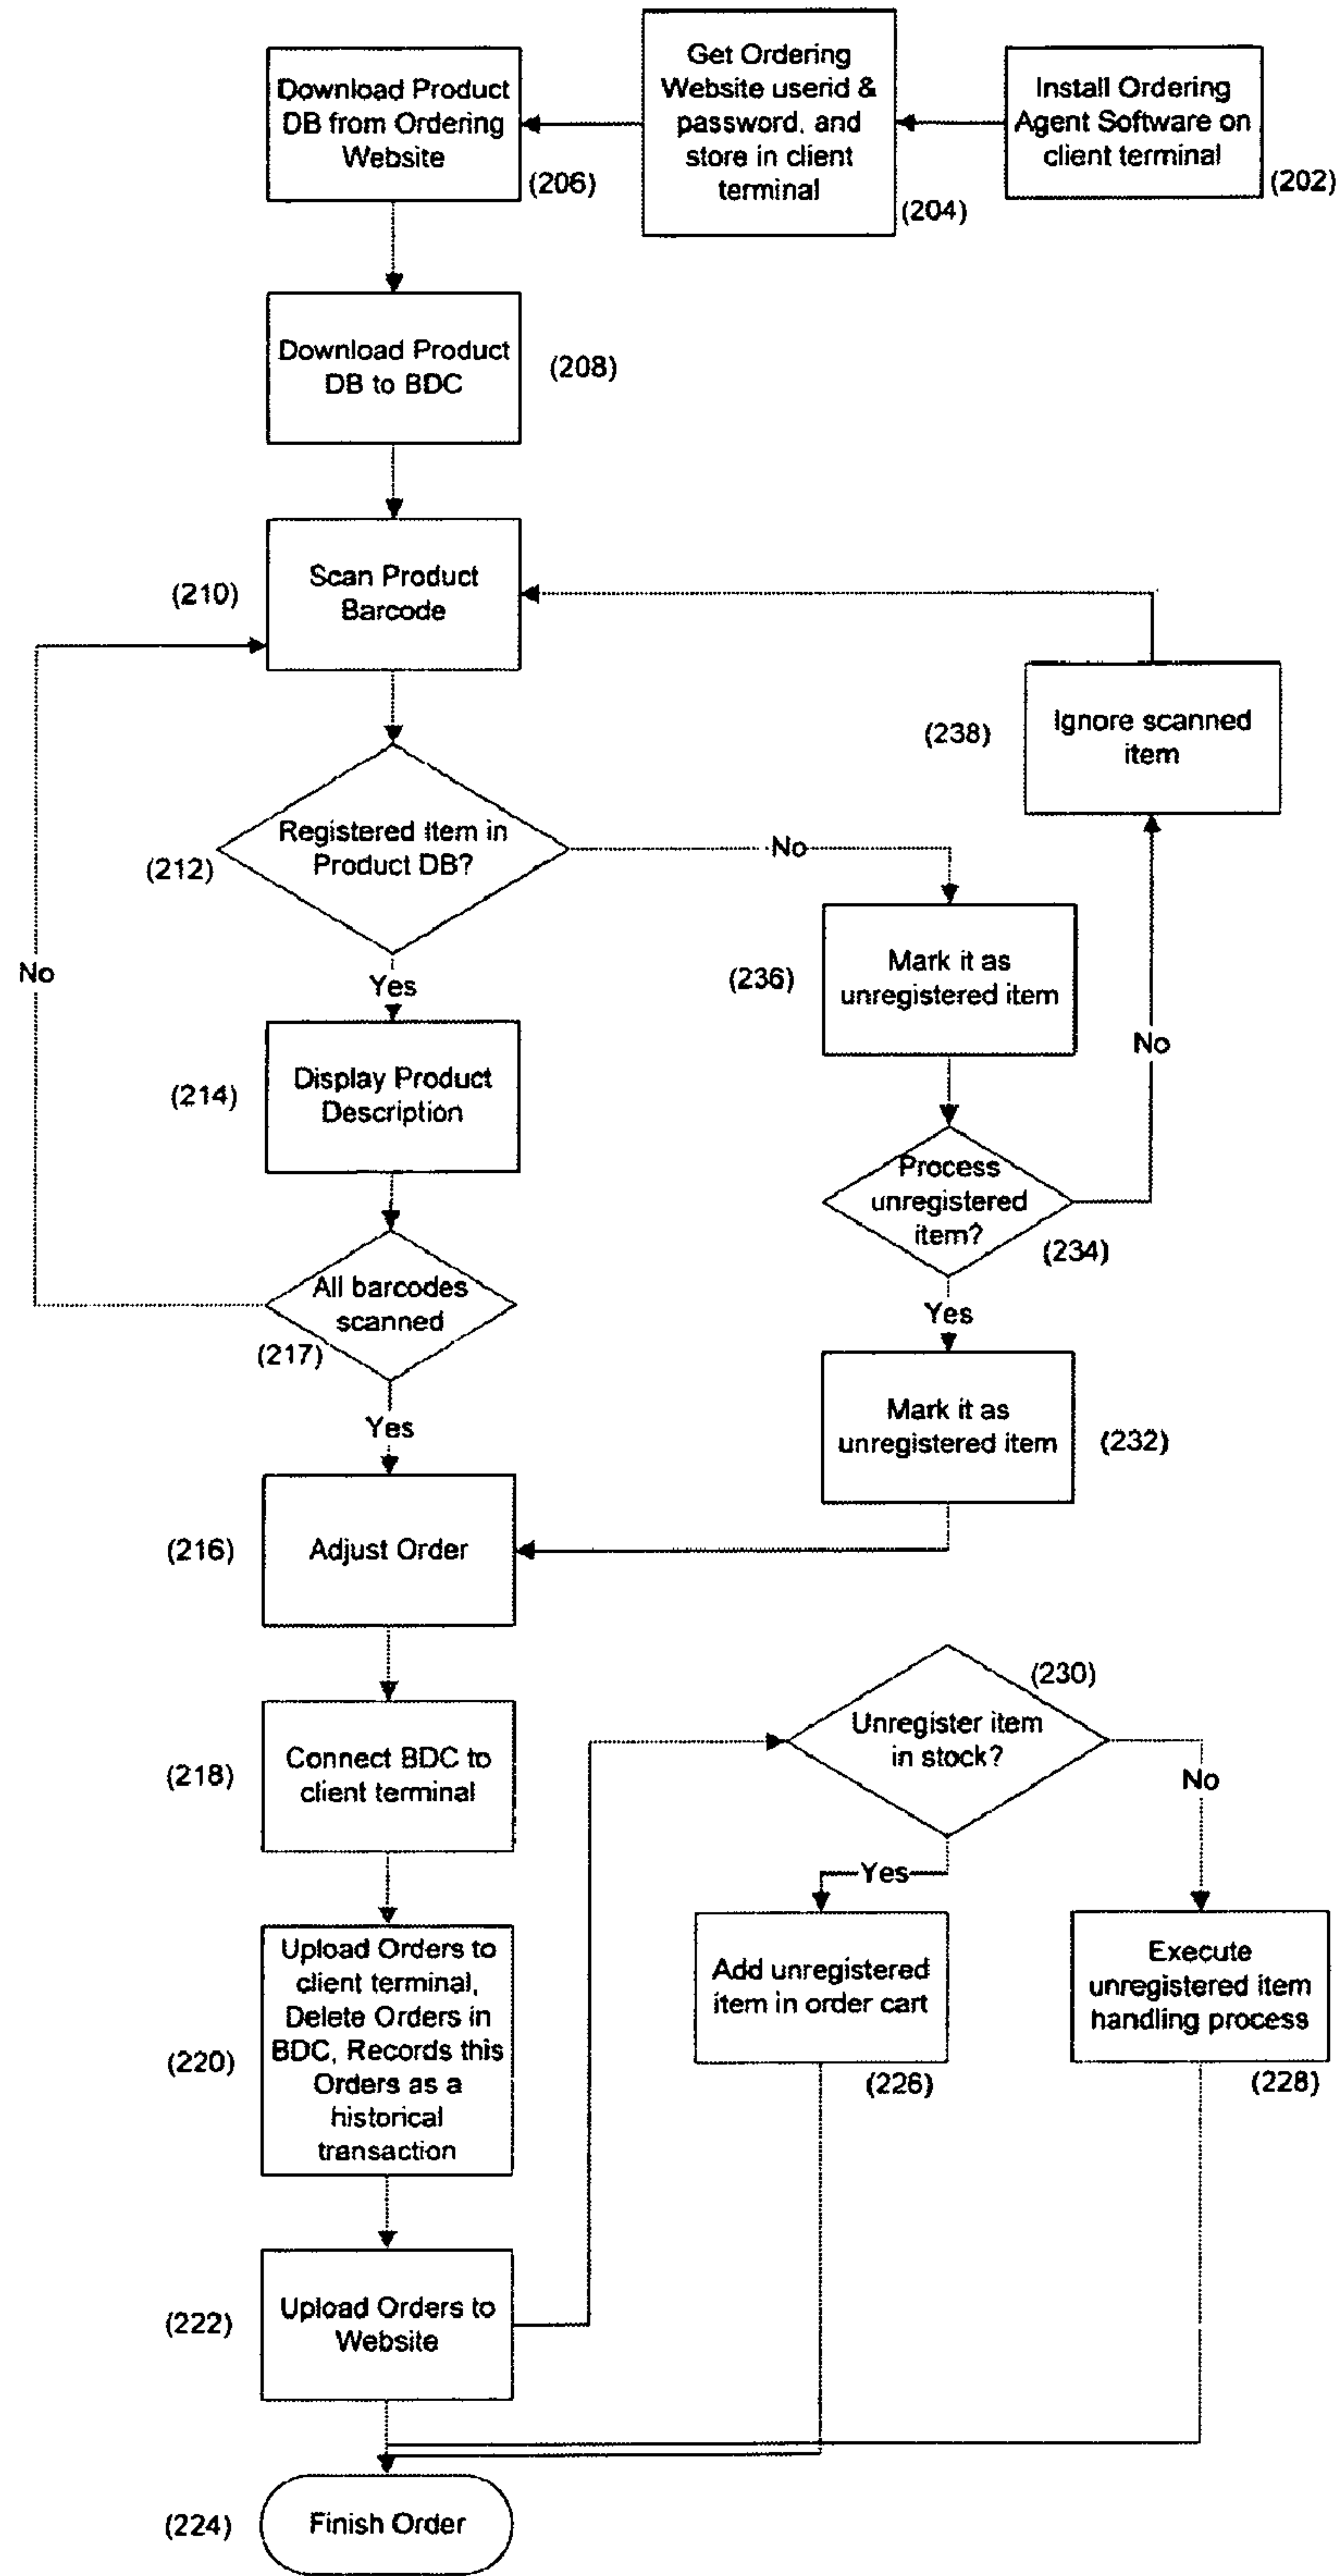 Download Product
DB from Ordering
Website
(206)
Get Ordering
Website userid &
password, and
store in client
terminal
(204)
Install Ordering
Agent Software on
client terminal
(202)
Download Product
DB to BDC
(208)
Scan Product
Barcode
(210)
Ignore scanned
item
(238)
Registered Item in
Product DB?
(212)
No
Mark it as
unregistered item
(236)
No
Yes
No
Display Product
Description
(214)
Process
unregistered
item?
(234)
All barcodes
scanned
(217)
Yes
Yes
Mark it as
unregistered item
(232)
Adjust Order
(216)
Unregister item
in stock?
(230)
Connect BDC to
client terminal
(218)
No
Yes
Upload Orders to
client terminal,
Delete Orders in
BDC, Records this
Orders as a
historical
transaction
(220)
Add unregistered
item in order cart
(226)
Execute
unregistered item
handling process
(228)
Upload Orders to
Website
(222)
Finish Order
(224)